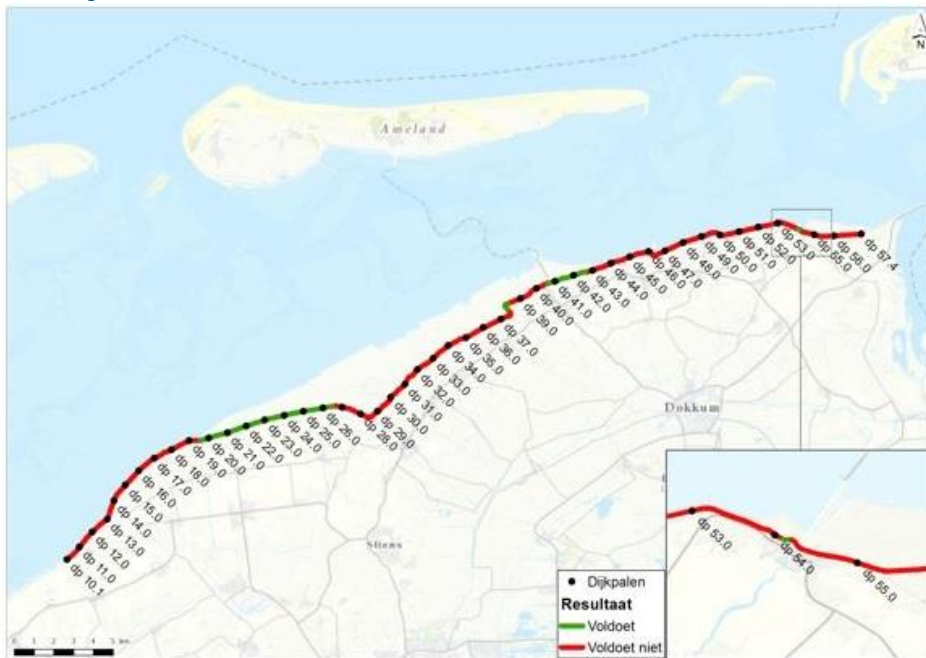 N
Ameland
dp 57.4
dp 56.0
dp 55.0
dp 53.0
dp 52.0
dp 51.0
dp 50.0
dp 49.0
dp 48.0
dp 47.0
dp 46.0
dp 45.0
dp 44.0
dp 43.0
dp 42.0
dp 41.0
dp 40.0
dp 39.0
dp 37.0
dp 36.0
dp 35.0
dp 34.0
dp 33.0
dp 32.0
dp 31.0
dp 30.0
dp 29.0
dp 28.0
dp 26.0
dp 25.0
dp 24.0
dp 23.0
dp 22.0
dp 21.0
dp 20.0
dp 19.0
dp 18.0
dp 17.0
dp 16.0
dp 15.0
dp 14.0
dp 13.0
dp 12.0
dp 11.0
dp 10.1
Dokkum
Stiens
dp 53.0
dp 54.0
dp 55.0
Dijkpalen
Resultaat
Voldoet
Voldoet niet
0 1 2 3 4 5 km